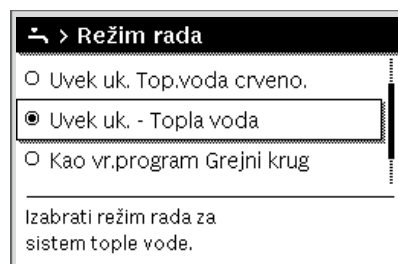 > Režim rada
Uvek uk. Top.voda crveno.
Uvek uk. - Topla voda
Kao vr.program Grejni krug
Izabrati režim rada za
sistem tople vode.